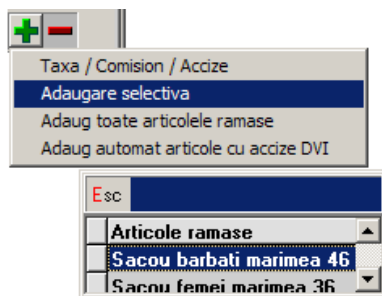 Taxa / Comision / Accize
Adaugare selectiva
Adaug toate articolele ramase
Adaug automat articole cu accize DVI
Esc
Articole ramase
Sacou barbati marimea 46
Sacou femei marimea 36